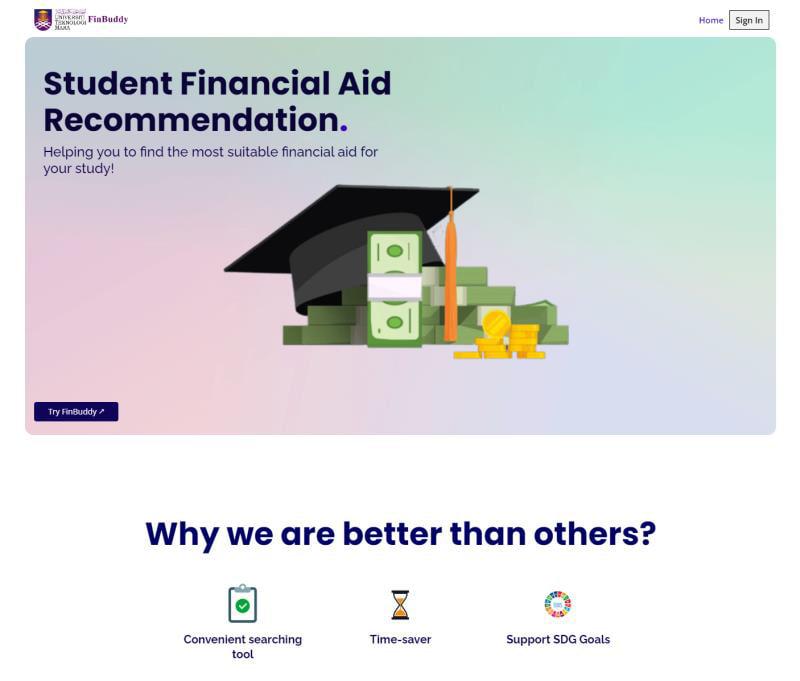 UNIVERSITI
TEKNOLOGI
MARA
FinBuddy
Home
Sign In
Student Financial Aid
Recommendation.
Helping you to find the most suitable financial aid for
your study!
Try FinBuddy ↗
Why we are better than others?
Convenient searching
tool
Time-saver
Support SDG Goals